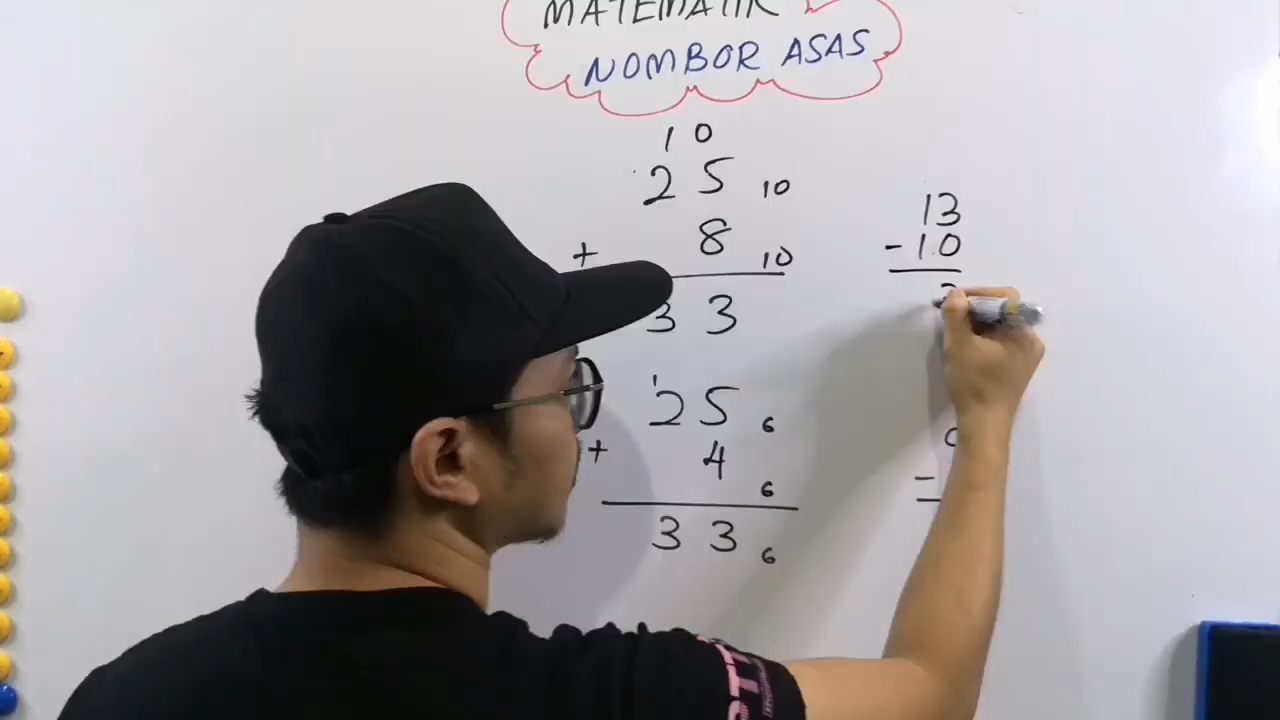 MATEMATIK
NOMBOR ASAS
1 0
2 5 10
+ 8 10
3 3
1
2 5 6
+ 4 6
3 3 6
13
- 10
-